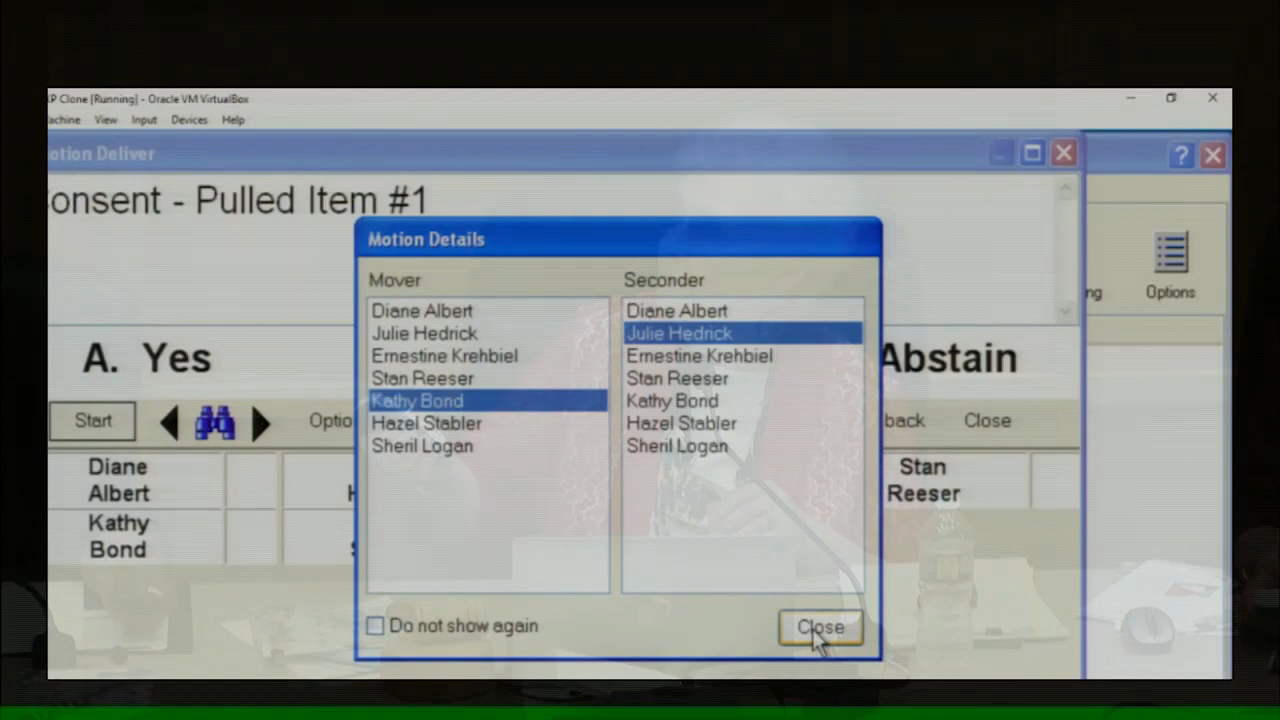 P Clone [Running] - Oracle VM VirtualBox
achine View Input Devices Help
otion Deliver
onsent - Pulled Item #1
Motion Details
Mover
Seconder
Diane Albert
Julie Hedrick
Ernestine Krehbiel
Stan Reeser
Kathy Bond
Hazel Stabler
Sheril Logan
Diane Albert
Julie Hedrick
Ernestine Krehbiel
Stan Reeser
Kathy Bond
Hazel Stabler
Sheril Logan
Do not show again
Close
ng
Options
A. Yes
Abstain
Start
Optio
back
Close
Diane
Albert
Stan
Reeser
Kathy
Bond